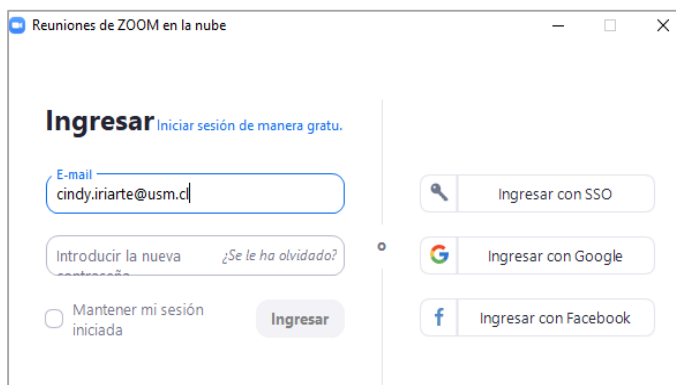 Reuniones de ZOOM en la nube
Ingresar Iniciar sesión de manera gratu.
E-mail
cindy.iriarte@usm.cl
Introducir la nueva
contraseña
¿Se le ha olvidado?
Mantener mi sesión
iniciada
Ingresar
o
Ingresar con SSO
Ingresar con Google
Ingresar con Facebook